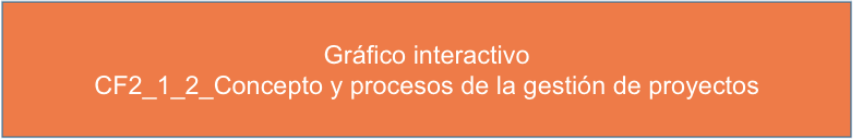 Gráfico interactivo
CF2_1_2_Concepto y procesos de la gestión de proyectos